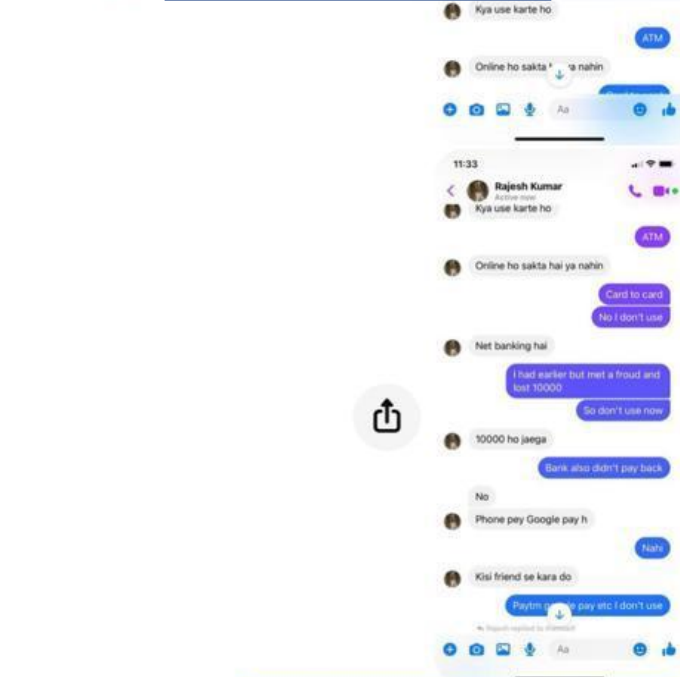 Kya use karte ho
ATM
Online ho sakta nahin
Aa
11:33
Rajesh Kumar
Active now
Kya use karte ho
ATM
Online ho sakta hai ya nahin
Card to card
No I don't use
Net banking hai
I had earlier but met a froud and
lost 10000
So don't use now
10000 ho jaega
Bank also didn't pay back
No
Phone pey Google pay h
Nahi
Kisi friend se kara do
Paytm pay etc I don't use
Aa